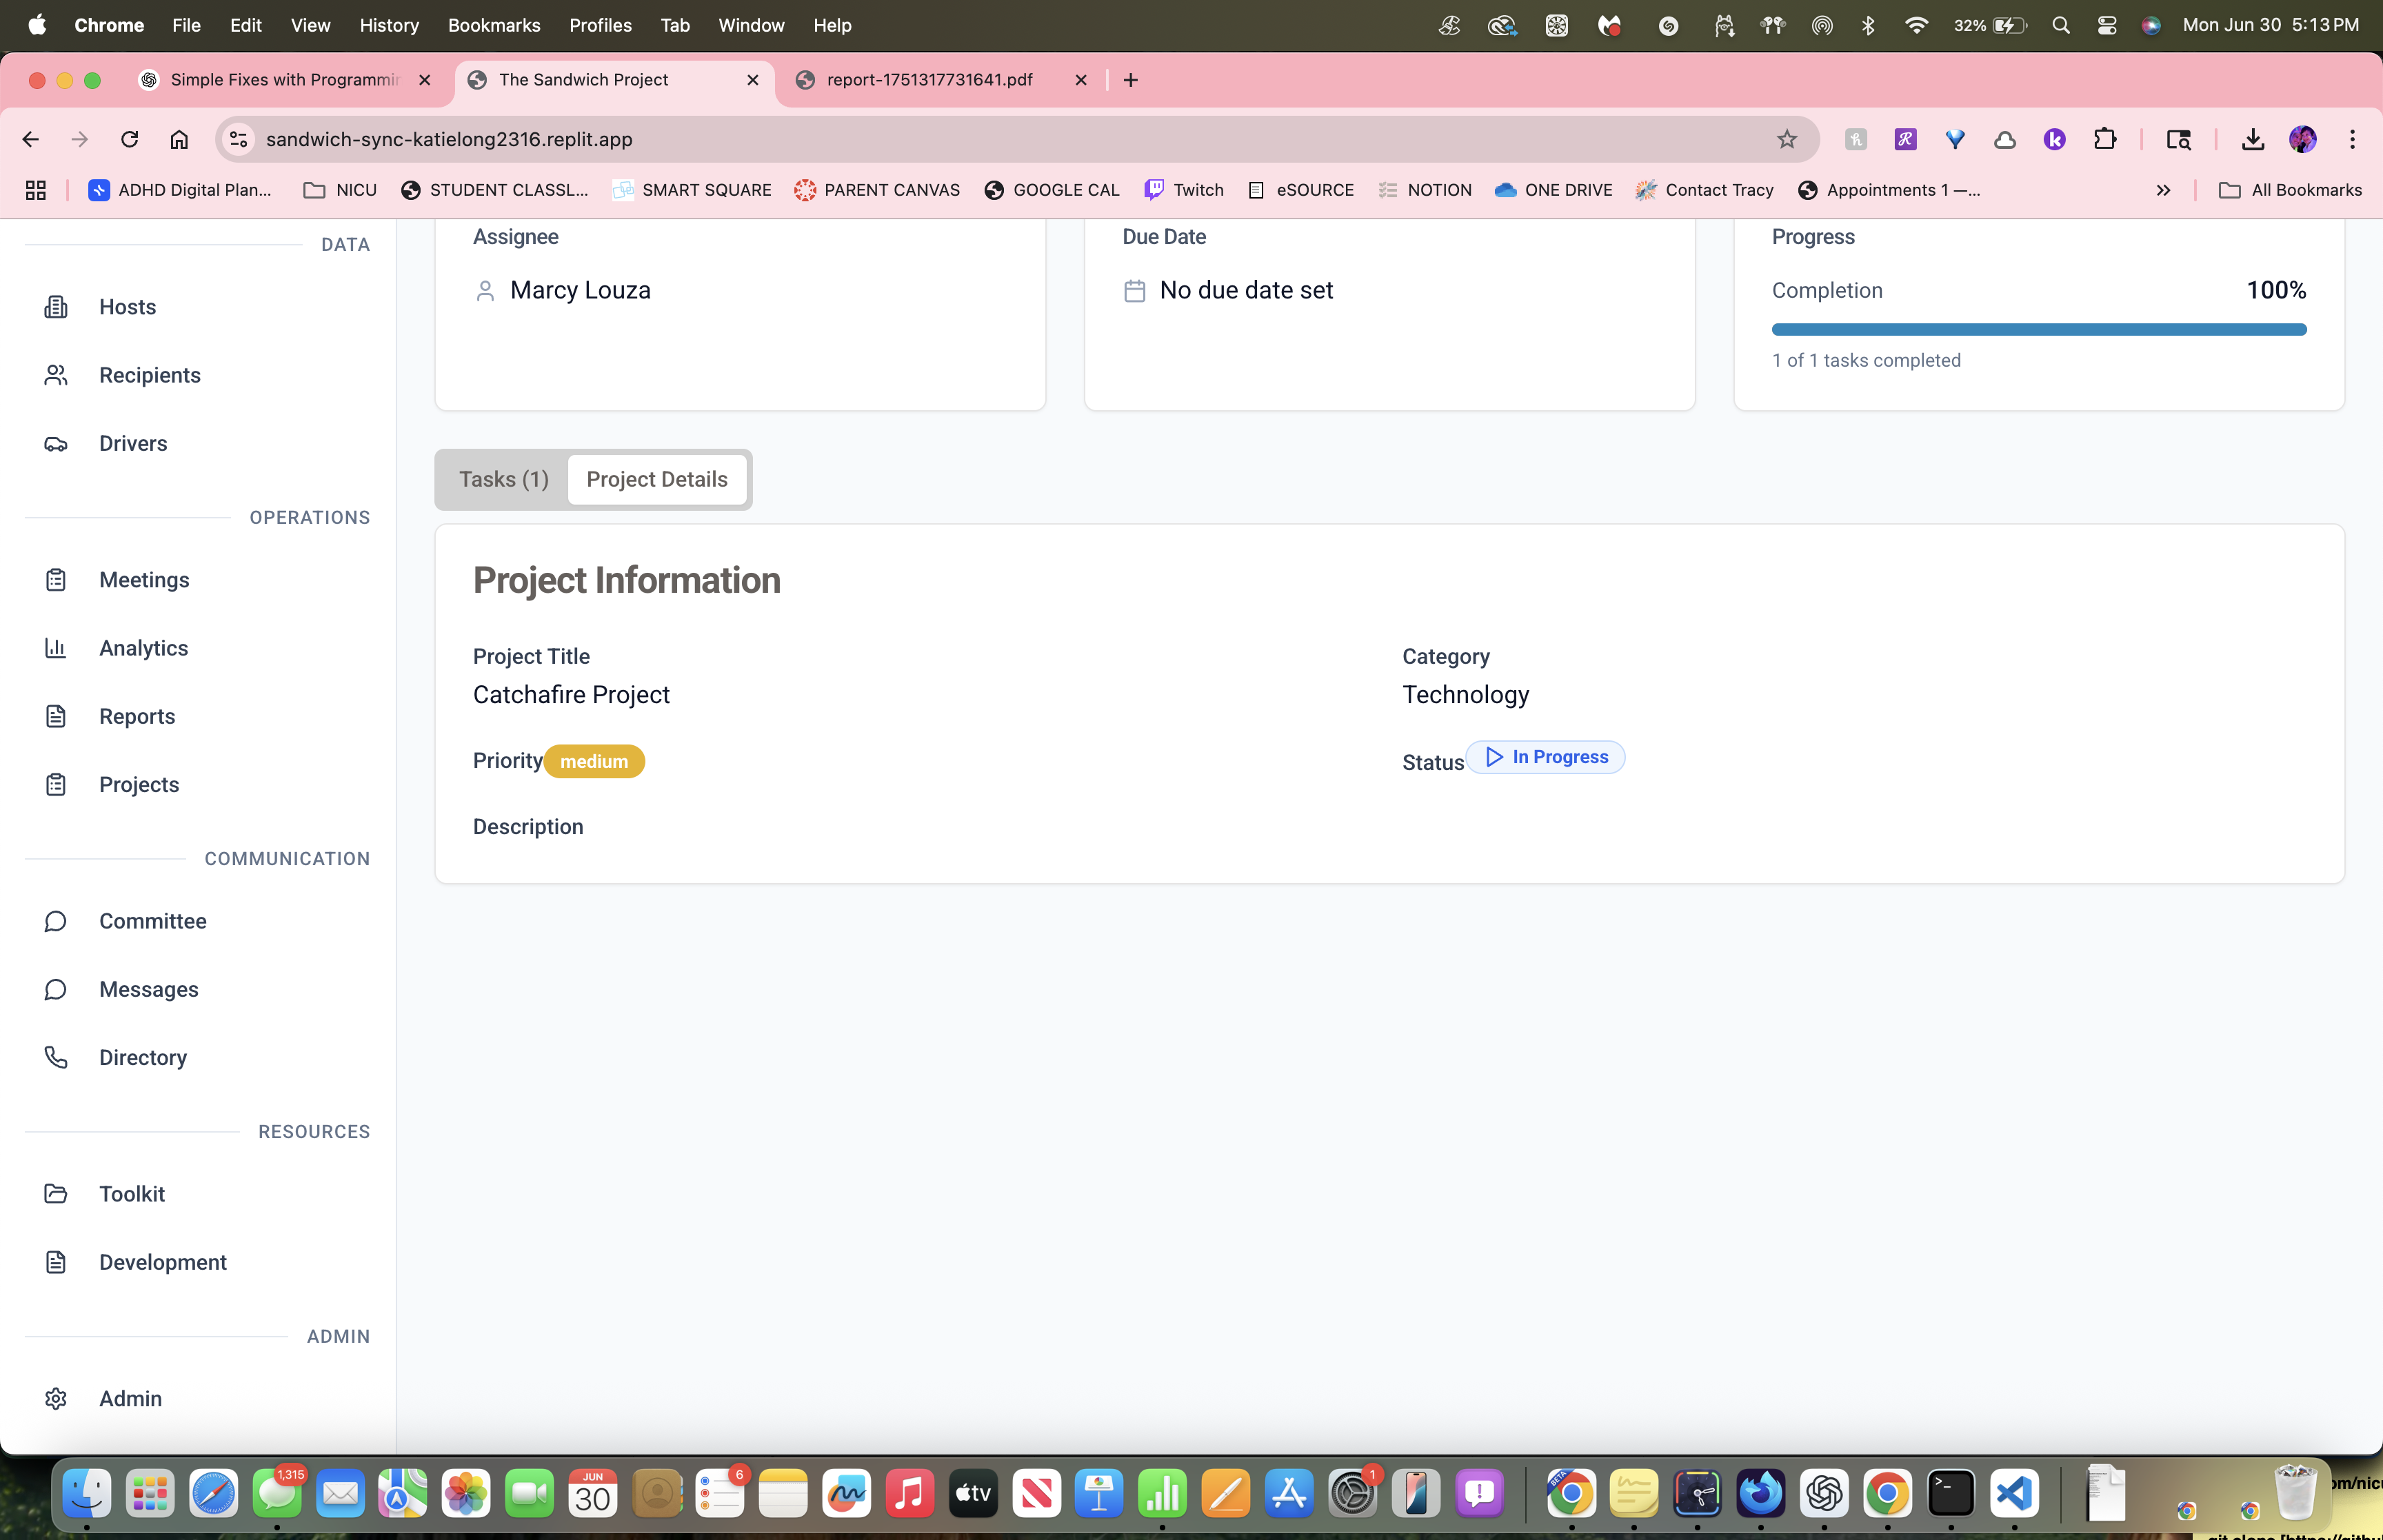 Chrome File Edit View History Bookmarks Profiles Tab Window Help 32% Mon Jun 30 5:13 PM
Simple Fixes with Programmin The Sandwich Project report-1751317731641.pdf
sandwich-sync-katielong2316.replit.app
ADHD Digital Plan... NICU STUDENT CLASSL... SMART SQUARE PARENT CANVAS GOOGLE CAL Twitch eSOURCE NOTION ONE DRIVE Contact Tracy Appointments 1 —... All Bookmarks
DATA
Hosts
Recipients
Drivers
OPERATIONS
Meetings
Analytics
Reports
Projects
COMMUNICATION
Committee
Messages
Directory
RESOURCES
Toolkit
Development
ADMIN
Admin
Assignee
Marcy Louza
Due Date
No due date set
Progress
Completion 100%
1 of 1 tasks completed
Tasks (1) Project Details
Project Information
Project Title
Catchafire Project
Category
Technology
Priority medium
Status In Progress
Description
1,315
JUN
30
6
tv
1
BETA
om/nicu